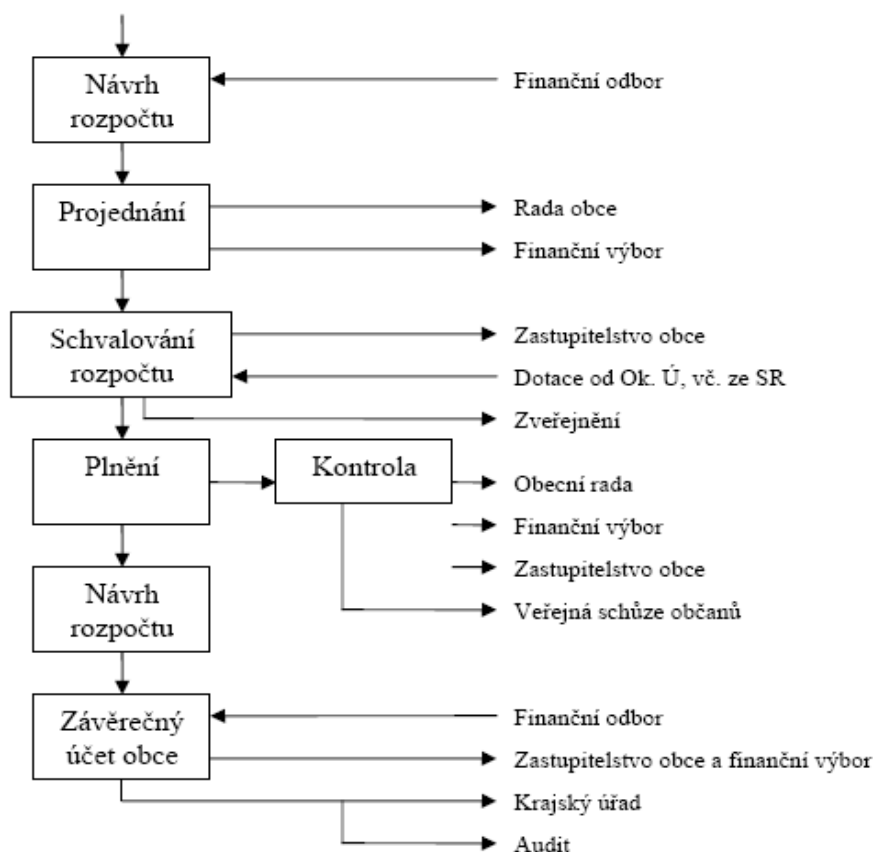 Návrh
rozpočtu
Finanční odbor
Projednání
Rada obce
Finanční výbor
Schvalování
rozpočtu
Zastupitelstvo obce
Dotace od Ok. Ú, vč. ze SR
Zveřejnění
Plnění
Kontrola
Obecní rada
Finanční výbor
Zastupitelstvo obce
Veřejná schůze občanů
Návrh
rozpočtu
Závěrečný
účet obce
Finanční odbor
Zastupitelstvo obce a finanční výbor
Krajský úřad
Audit